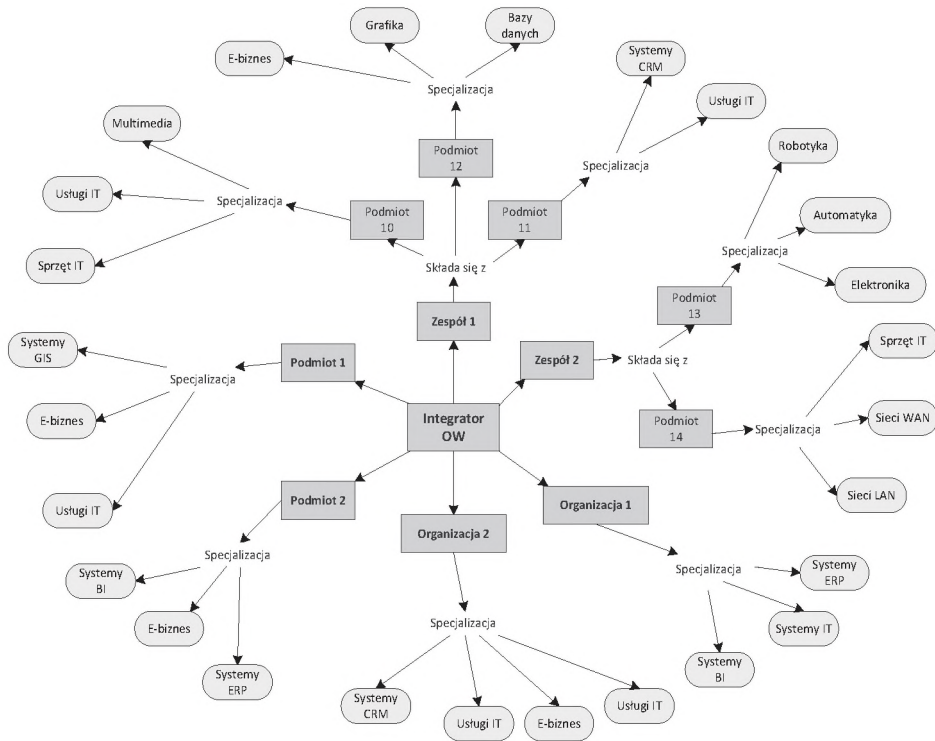 Grafika
Bazy
danych
E-biznes
Systemy
CRM
Specjalizacja
Usługi IT
Multimedia
Podmiot
12
Robotyka
Specjalizacja
Usługi IT
Specjalizacja
Podmiot
10
Podmiot
11
Automatyka
Sprzęt IT
Składa się z
Specjalizacja
Elektronika
Podmiot
13
Zespół 1
Systemy
GIS
Podmiot 1
Zespół 2
Składa się z
Sprzęt IT
Specjalizacja
E-biznes
Integrator
OW
Podmiot
14
Specjalizacja
Sieci WAN
Usługi IT
Podmiot 2
Organizacja 1
Sieci LAN
Organizacja 2
Specjalizacja
Systemy
BI
Specjalizacja
Systemy
ERP
E-biznes
Specjalizacja
Systemy IT
Systemy
ERP
Systemy
BI
Systemy
CRM
Usługi IT
E-biznes
Usługi IT